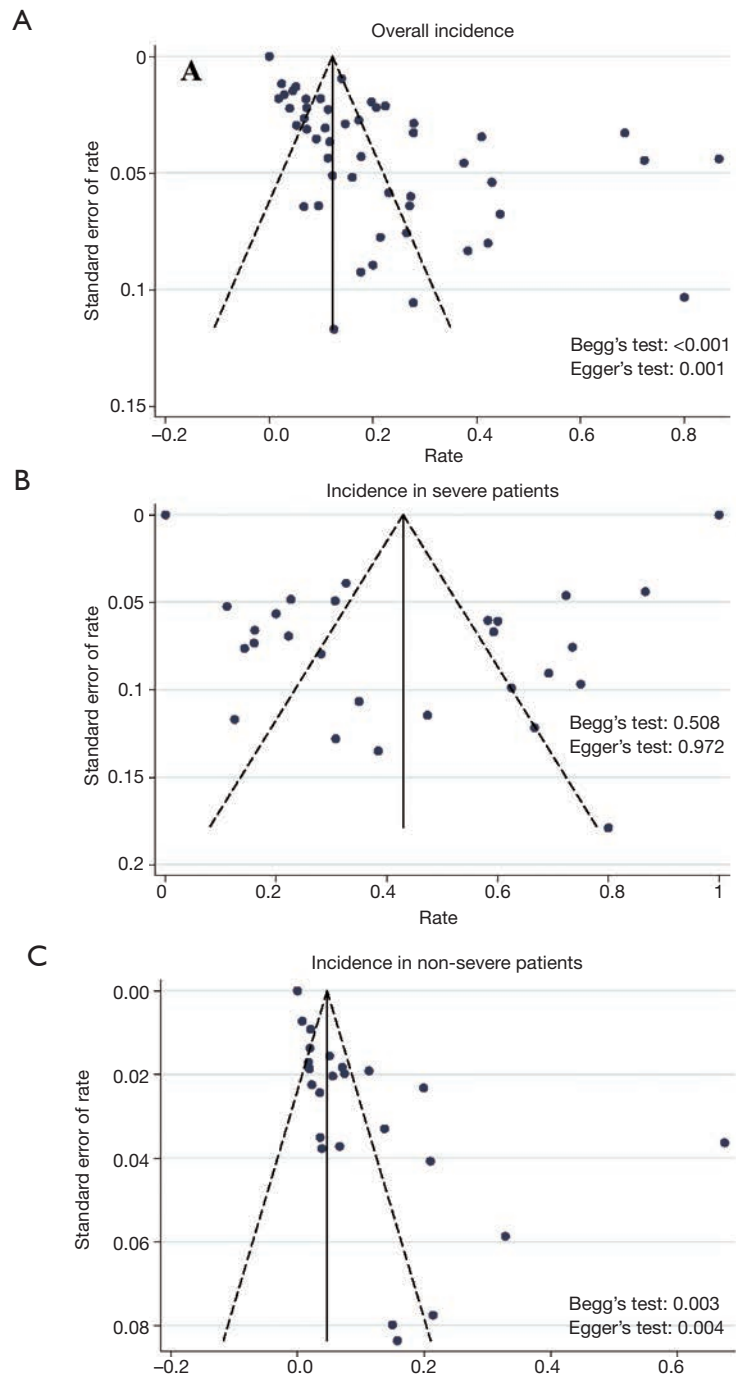 A
Overall incidence
A
0
0.05
0.1
0.15
Standard error of rate
Begg's test: <0.001
Egger's test: 0.001
−0.2 0.0 0.2 0.4 0.6 0.8
Rate
B
Incidence in severe patients
0
0.05
0.1
0.15
0.2
Standard error of rate
Begg's test: 0.508
Egger's test: 0.972
0 0.2 0.4 0.6 0.8 1
Rate
C
Incidence in non-severe patients
0.00
0.02
0.04
0.06
0.08
Standard error of rate
Begg's test: 0.003
Egger's test: 0.004
−0.2 0.0 0.2 0.4 0.6